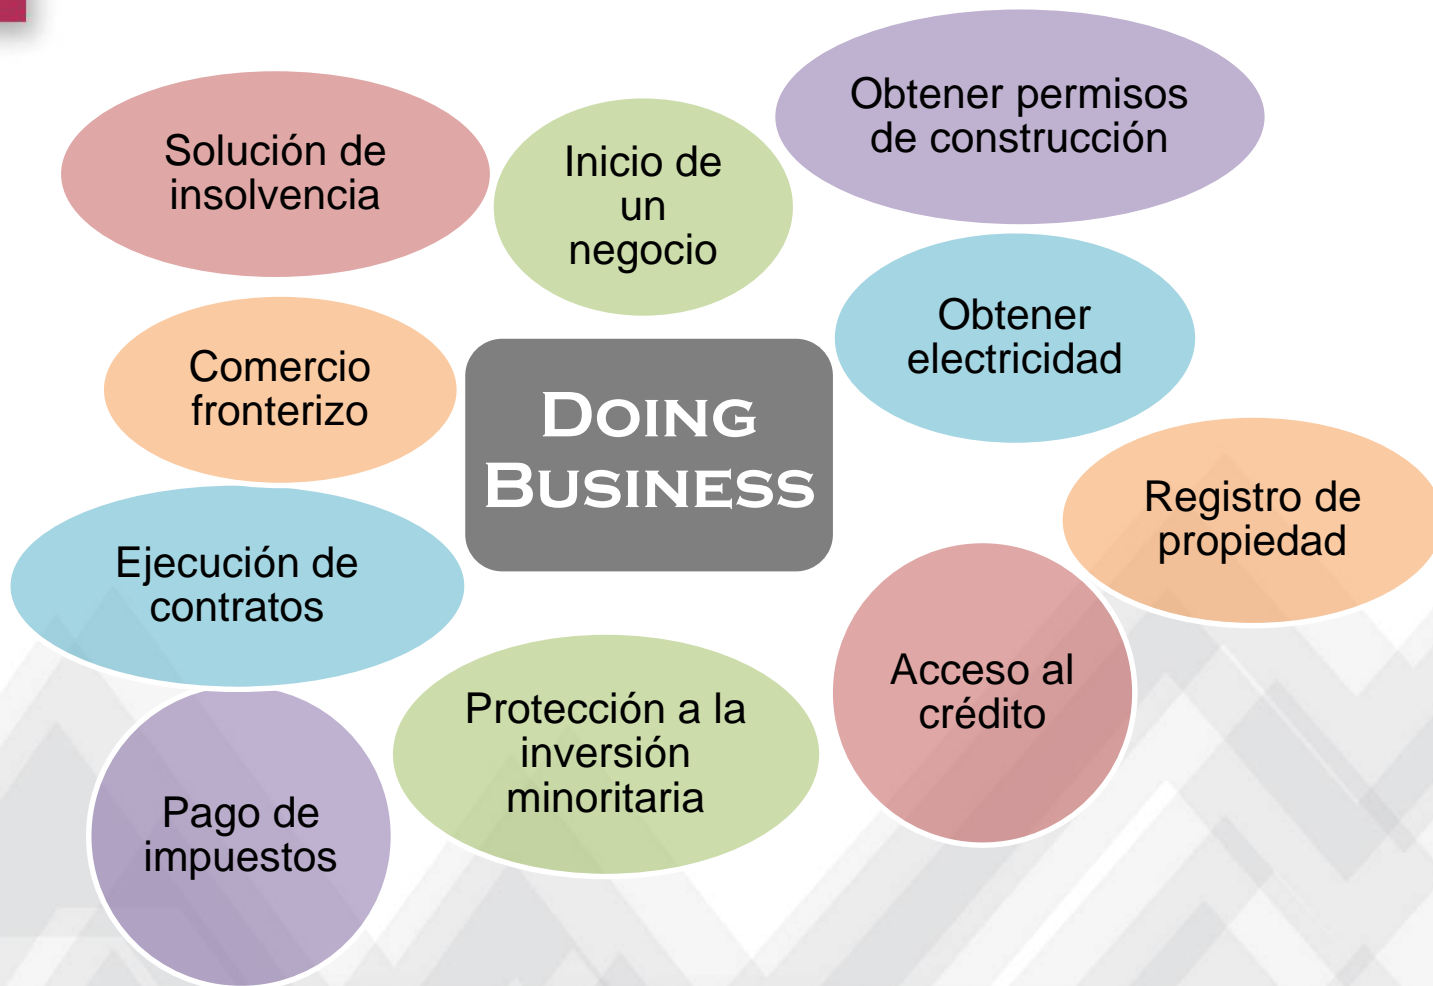 Solución de
insolvencia
Inicio de
un
negocio
Obtener permisos
de construcción
Comercio
fronterizo
DOING
BUSINESS
Obtener
electricidad
Registro de
propiedad
Ejecución de
contratos
Acceso al
crédito
Protección a la
inversión
minoritaria
Pago de
impuestos